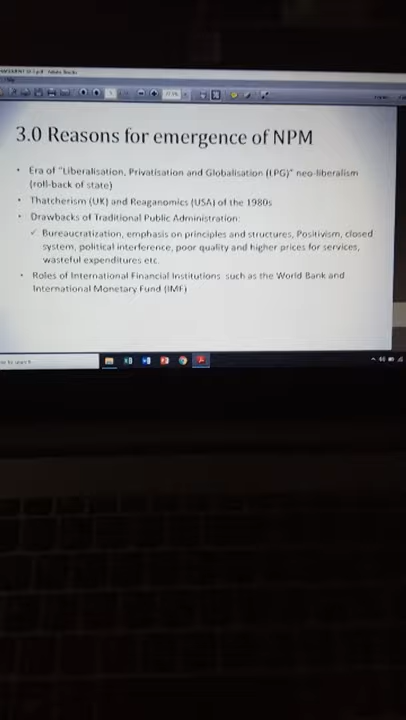 3.0 Reasons for emergence of NPM
• Era of "Liberalisation, Privatisation and Globalisation (LPG)" neo-liberalism
(roll-back of state)
• Thatcherism (UK) and Reaganomics (USA) of the 1980s
• Drawbacks of Traditional Public Administration:
✓ Bureaucratization, emphasis on principles and structures, Positivism, closed
system, political interference, poor quality and higher prices for services,
wasteful expenditures etc.
• Roles of International Financial Institutions such as the World Bank and
International Monetary Fund (IMF)